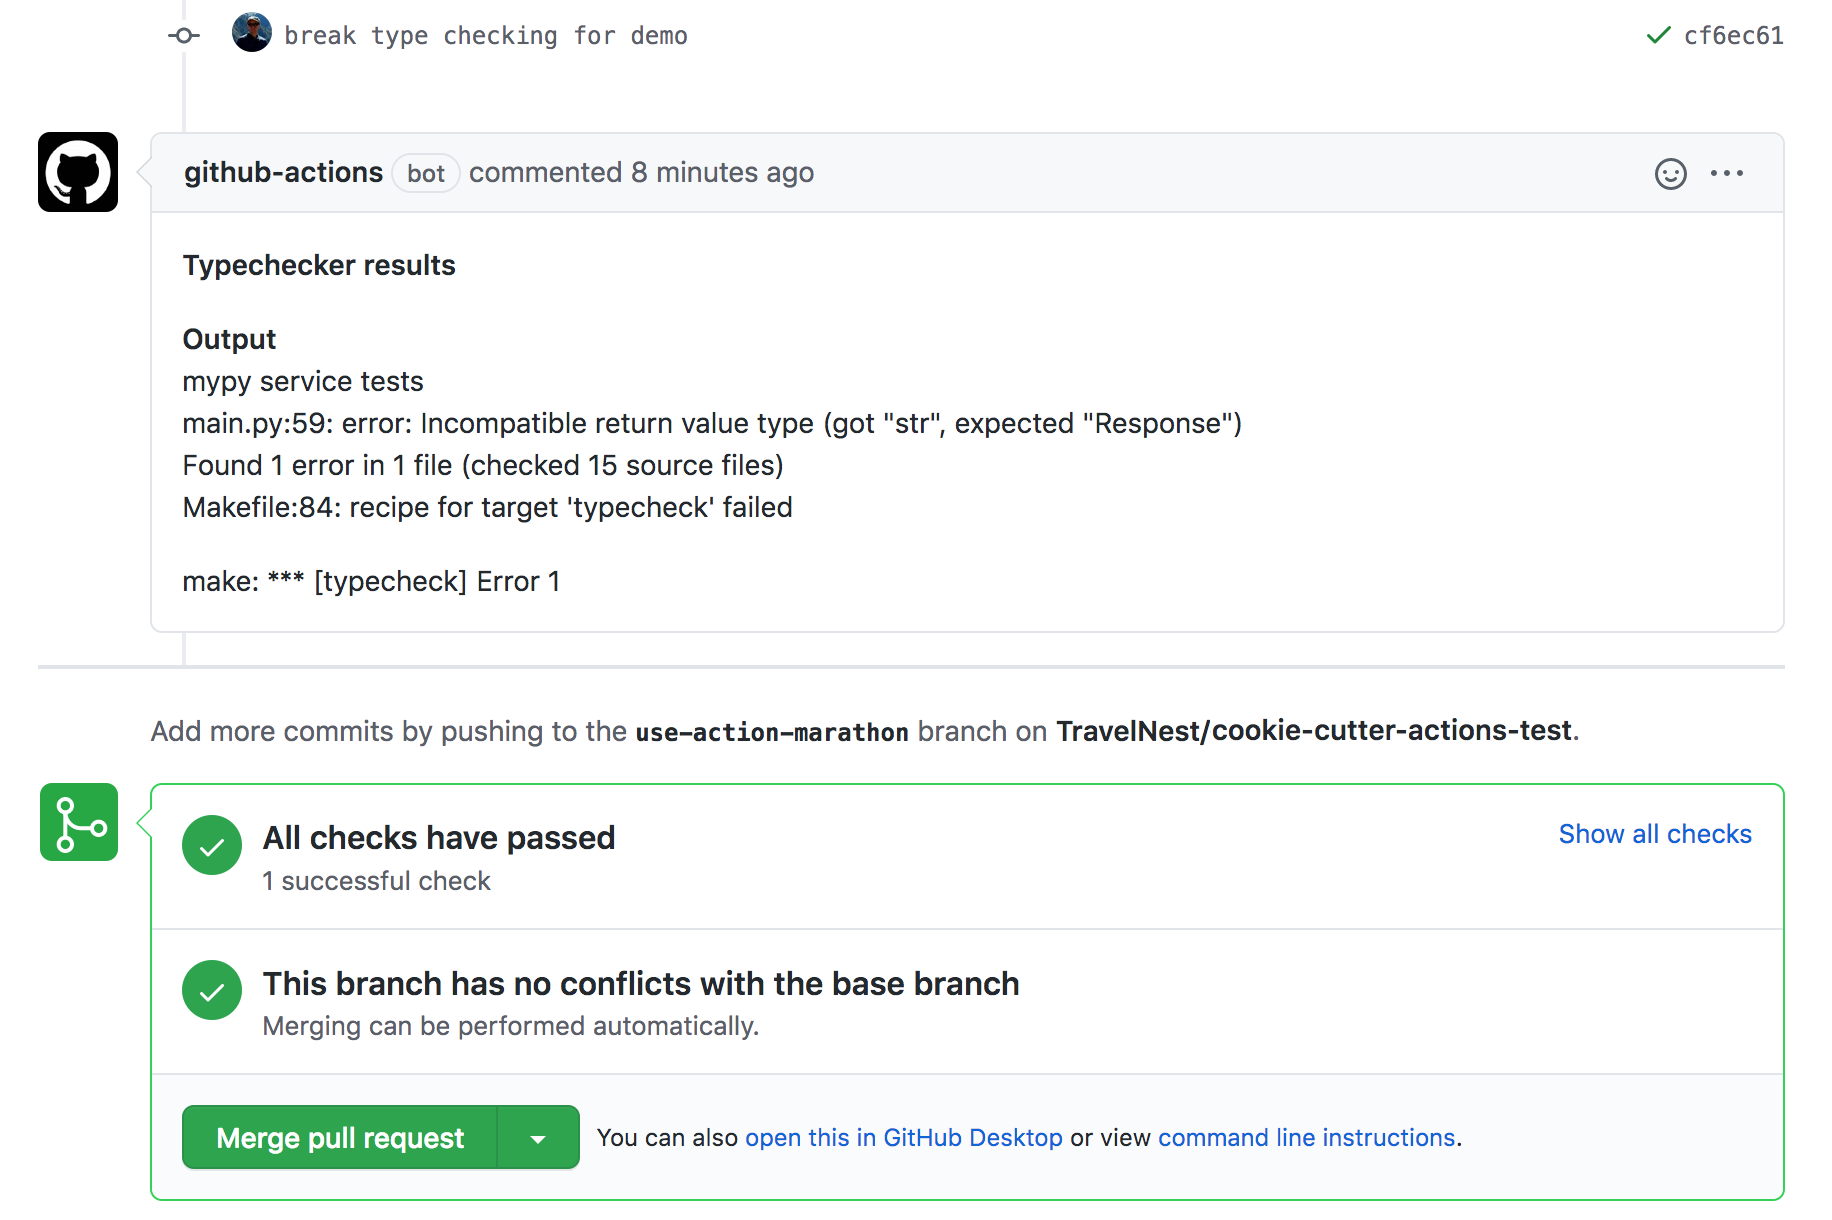 break type checking for demo cf6ec61
github-actions bot commented 8 minutes ago
Typechecker results
Output
mypy service tests
main.py:59: error: Incompatible return value type (got "str", expected "Response")
Found 1 error in 1 file (checked 15 source files)
Makefile:84: recipe for target 'typecheck' failed
make: *** [typecheck] Error 1
Add more commits by pushing to the use-action-marathon branch on TravelNest/cookie-cutter-actions-test.
All checks have passed Show all checks
1 successful check
This branch has no conflicts with the base branch
Merging can be performed automatically.
Merge pull request You can also open this in GitHub Desktop or view command line instructions.